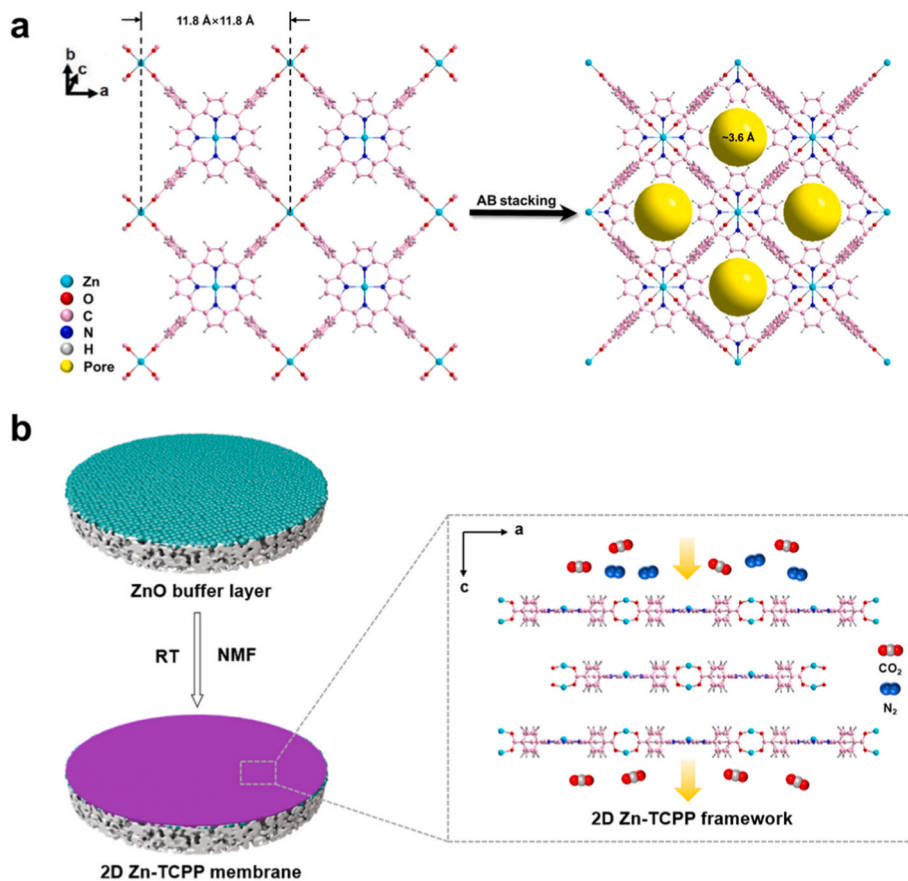 a
11.8 Å×11.8 Å
b
c
a
~3.6 Å
AB stacking
Zn
O
C
N
H
Pore
b
ZnO buffer layer
RT NMF
2D Zn-TCPP membrane
a
c
CO₂
N₂
2D Zn-TCPP framework